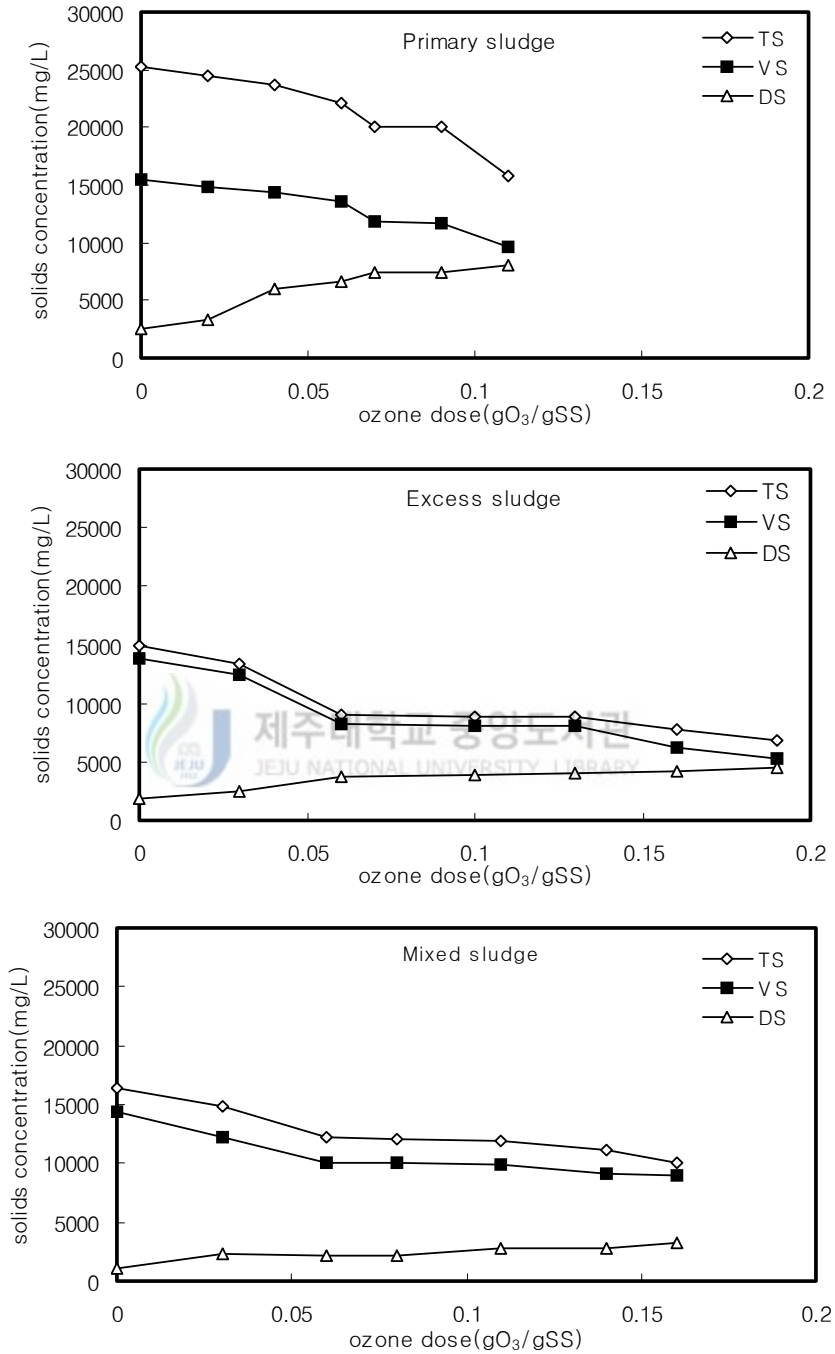 Primary sludge
TS
VS
DS
30000
25000
20000
15000
10000
5000
0
solids concentration(mg/L)
0 0.05 0.1 0.15 0.2
ozone dose(gO₃/gSS)
Excess sludge
TS
VS
DS
30000
25000
20000
15000
10000
5000
0
solids concentration(mg/L)
제주대학교 중앙도서관
JEJU NATIONAL UNIVERSITY LIBRARY
JEJU
1952
0 0.05 0.1 0.15 0.2
ozone dose(gO₃/gSS)
Mixed sludge
TS
VS
DS
30000
25000
20000
15000
10000
5000
0
solids concentration(mg/L)
0 0.05 0.1 0.15 0.2
ozone dose(gO₃/gSS)